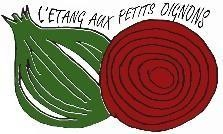 L'ETANG AUX PETITS OIGNONS